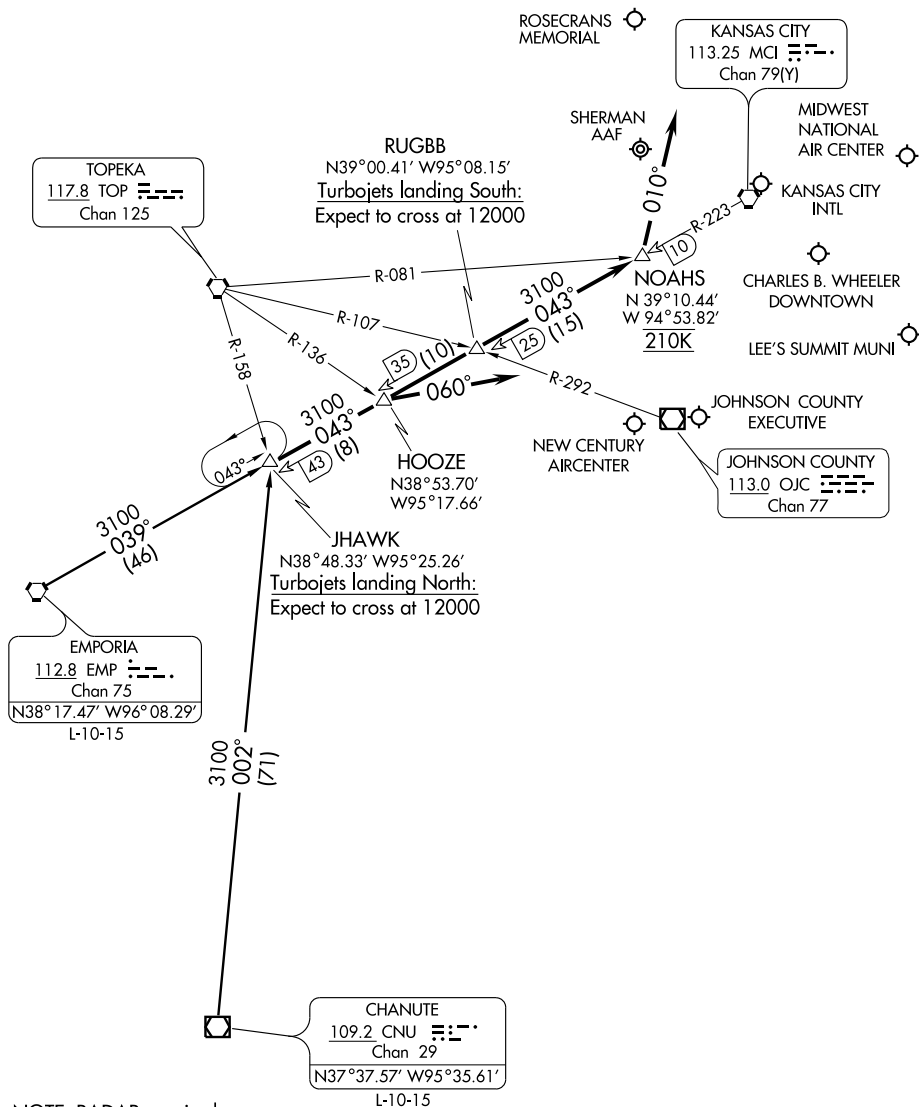 ROSECRANS
MEMORIAL
KANSAS CITY
113.25 MCI
Chan 79(Y)
SHERMAN
AAF
MIDWEST
NATIONAL
AIR CENTER
RUGBB
N39°00.41' W95°08.15'
Turbojets landing South:
Expect to cross at 12000
TOPEKA
117.8 TOP
Chan 125
010°
R-223
10
KANSAS CITY
INTL
R-081
NOAHS
N 39°10.44'
W 94°53.82'
210K
CHARLES B. WHEELER
DOWNTOWN
3100
043°
(15)
25
R-107
R-136
R-158
35
(10)
LEE'S SUMMIT MUNI
060°
R-292
JOHNSON COUNTY
EXECUTIVE
NEW CENTURY
AIRCENTER
3100
043°
(8)
43
043°
HOOZE
N38°53.70'
W95°17.66'
JOHNSON COUNTY
113.0 OJC
Chan 77
3100
039°
(46)
JHAWK
N38°48.33' W95°25.26'
Turbojets landing North:
Expect to cross at 12000
EMPORIA
112.8 EMP
Chan 75
N38°17.47' W96°08.29'
L-10-15
3100
002°
(71)
CHANUTE
109.2 CNU
Chan 29
N37°37.57' W95°35.61'
L-10-15